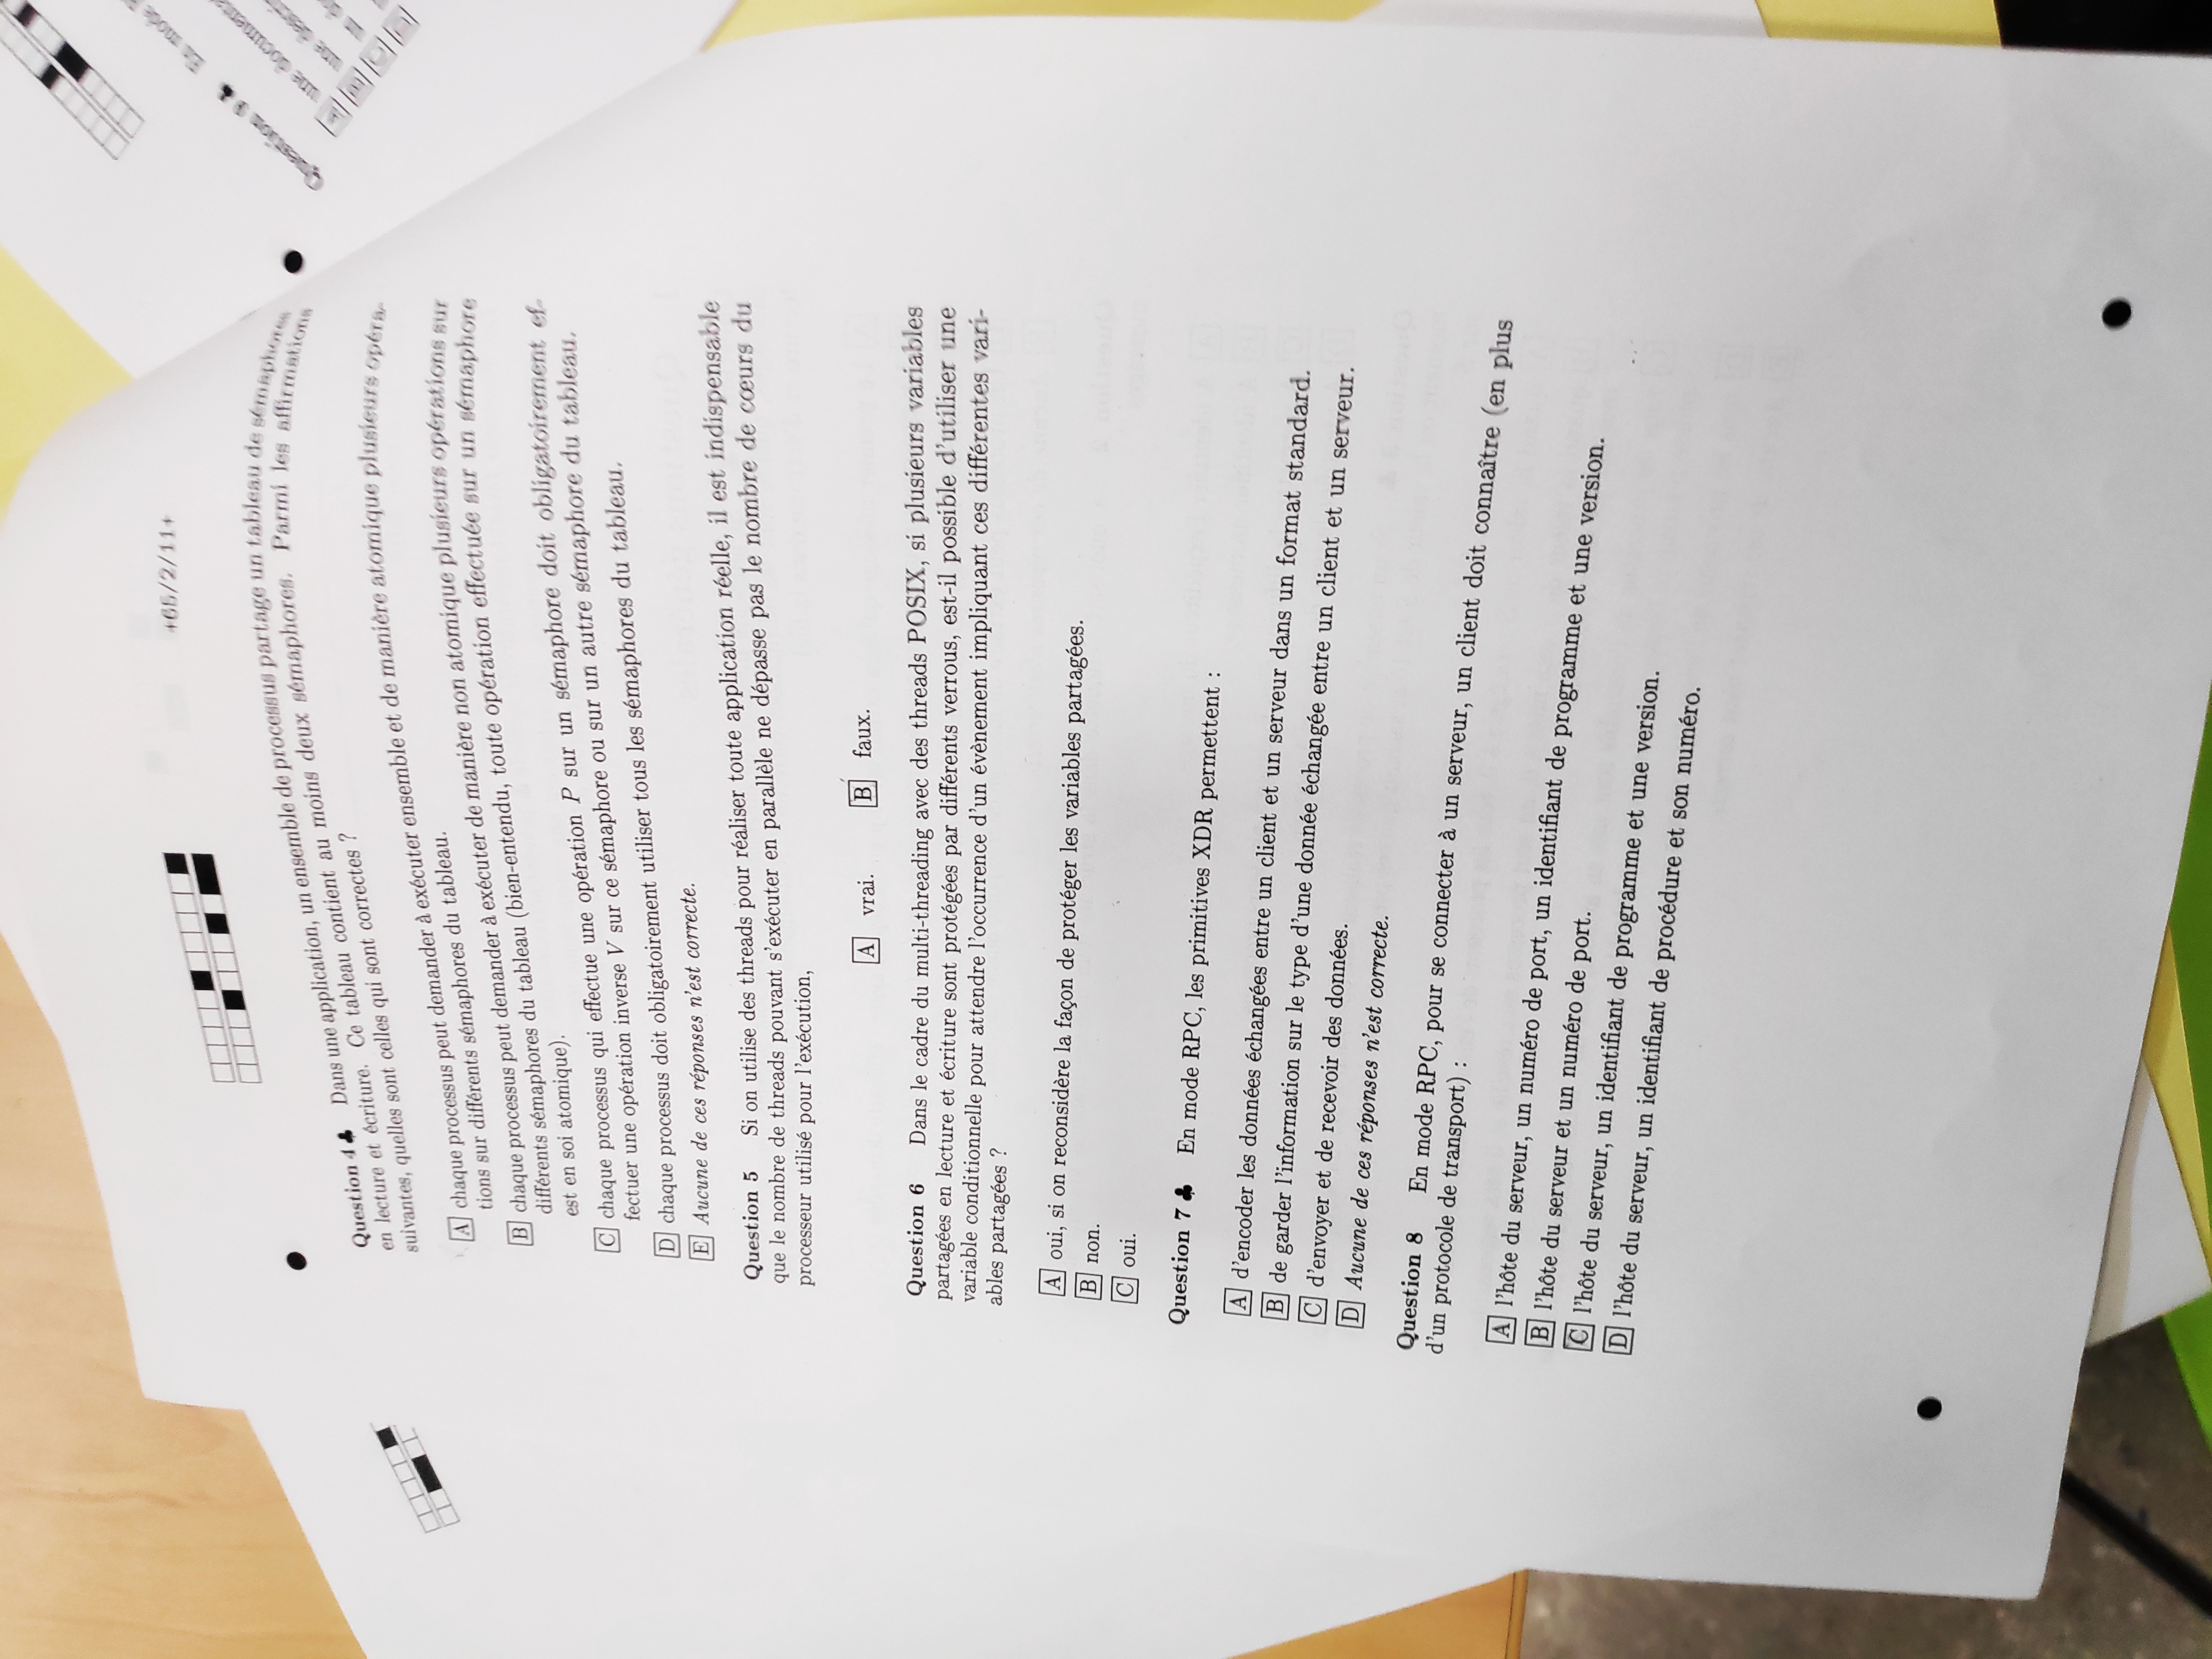 +65/2/11+
Question 4 ♣ Dans une application, un ensemble de processus partage un tableau de sémaphores
en lecture et écriture. Ce tableau contient au moins deux sémaphores. Parmi les affirmations
suivantes, quelles sont celles qui sont correctes ?
A chaque processus peut demander à exécuter ensemble et de manière atomique plusieurs opéra-
tions sur différents sémaphores du tableau.
B chaque processus peut demander à exécuter de manière non atomique plusieurs opérations sur
différents sémaphores du tableau (bien-entendu, toute opération effectuée sur un sémaphore
est en soi atomique).
C chaque processus qui effectue une opération P sur un sémaphore doit obligatoirement ef-
fectuer une opération inverse V sur ce sémaphore ou sur un autre sémaphore du tableau.
D chaque processus doit obligatoirement utiliser tous les sémaphores du tableau.
E Aucune de ces réponses n'est correcte.
Question 5 Si on utilise des threads pour réaliser toute application réelle, il est indispensable
que le nombre de threads pouvant s'exécuter en parallèle ne dépasse pas le nombre de cœurs du
processeur utilisé pour l'exécution,
A vrai. B faux.
Question 6 Dans le cadre du multi-threading avec des threads POSIX, si plusieurs variables
partagées en lecture et écriture sont protégées par différents verrous, est-il possible d'utiliser une
variable conditionnelle pour attendre l'occurrence d'un évènement impliquant ces différentes vari-
ables partagées ?
A oui, si on reconsidère la façon de protéger les variables partagées.
B non.
C oui.
Question 7 ♣ En mode RPC, les primitives XDR permettent :
A d'encoder les données échangées entre un client et un serveur dans un format standard.
B de garder l'information sur le type d'une donnée échangée entre un client et un serveur.
C d'envoyer et de recevoir des données.
D Aucune de ces réponses n'est correcte.
Question 8 En mode RPC, pour se connecter à un serveur, un client doit connaître (en plus
d'un protocole de transport) :
A l'hôte du serveur, un numéro de port, un identifiant de programme et une version.
B l'hôte du serveur et un numéro de port.
C l'hôte du serveur, un identifiant de programme et une version.
D l'hôte du serveur, un identifiant de procédure et son numéro.
Question 9 ♣ En mode
A une
B une
C un
D